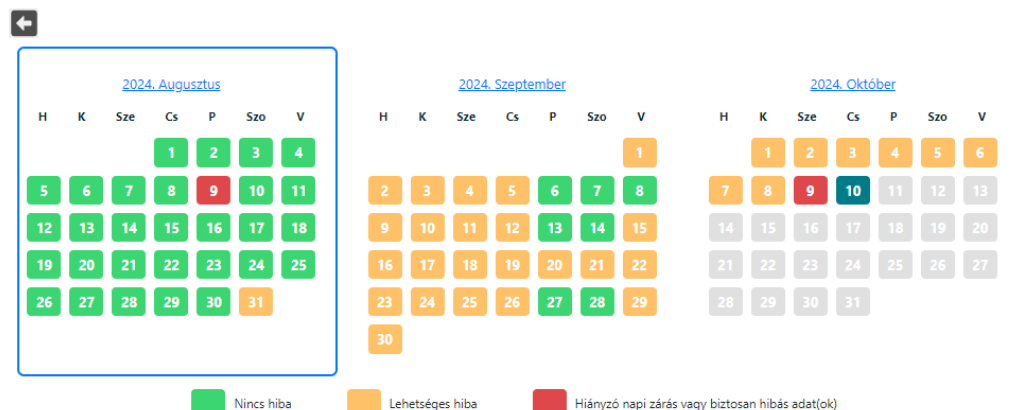 2024. Augusztus
H K Sze Cs P Szo V
1 2 3 4
5 6 7 8 9 10 11
12 13 14 15 16 17 18
19 20 21 22 23 24 25
26 27 28 29 30 31
2024. Szeptember
H K Sze Cs P Szo V
1
2 3 4 5 6 7 8
9 10 11 12 13 14 15
16 17 18 19 20 21 22
23 24 25 26 27 28 29
30
2024. Október
H K Sze Cs P Szo V
1 2 3 4 5 6
7 8 9 10 11 12 13
14 15 16 17 18 19 20
21 22 23 24 25 26 27
28 29 30 31
Nincs hiba
Lehetséges hiba
Hiányzó napi zárás vagy biztosan hibás adat(ok)